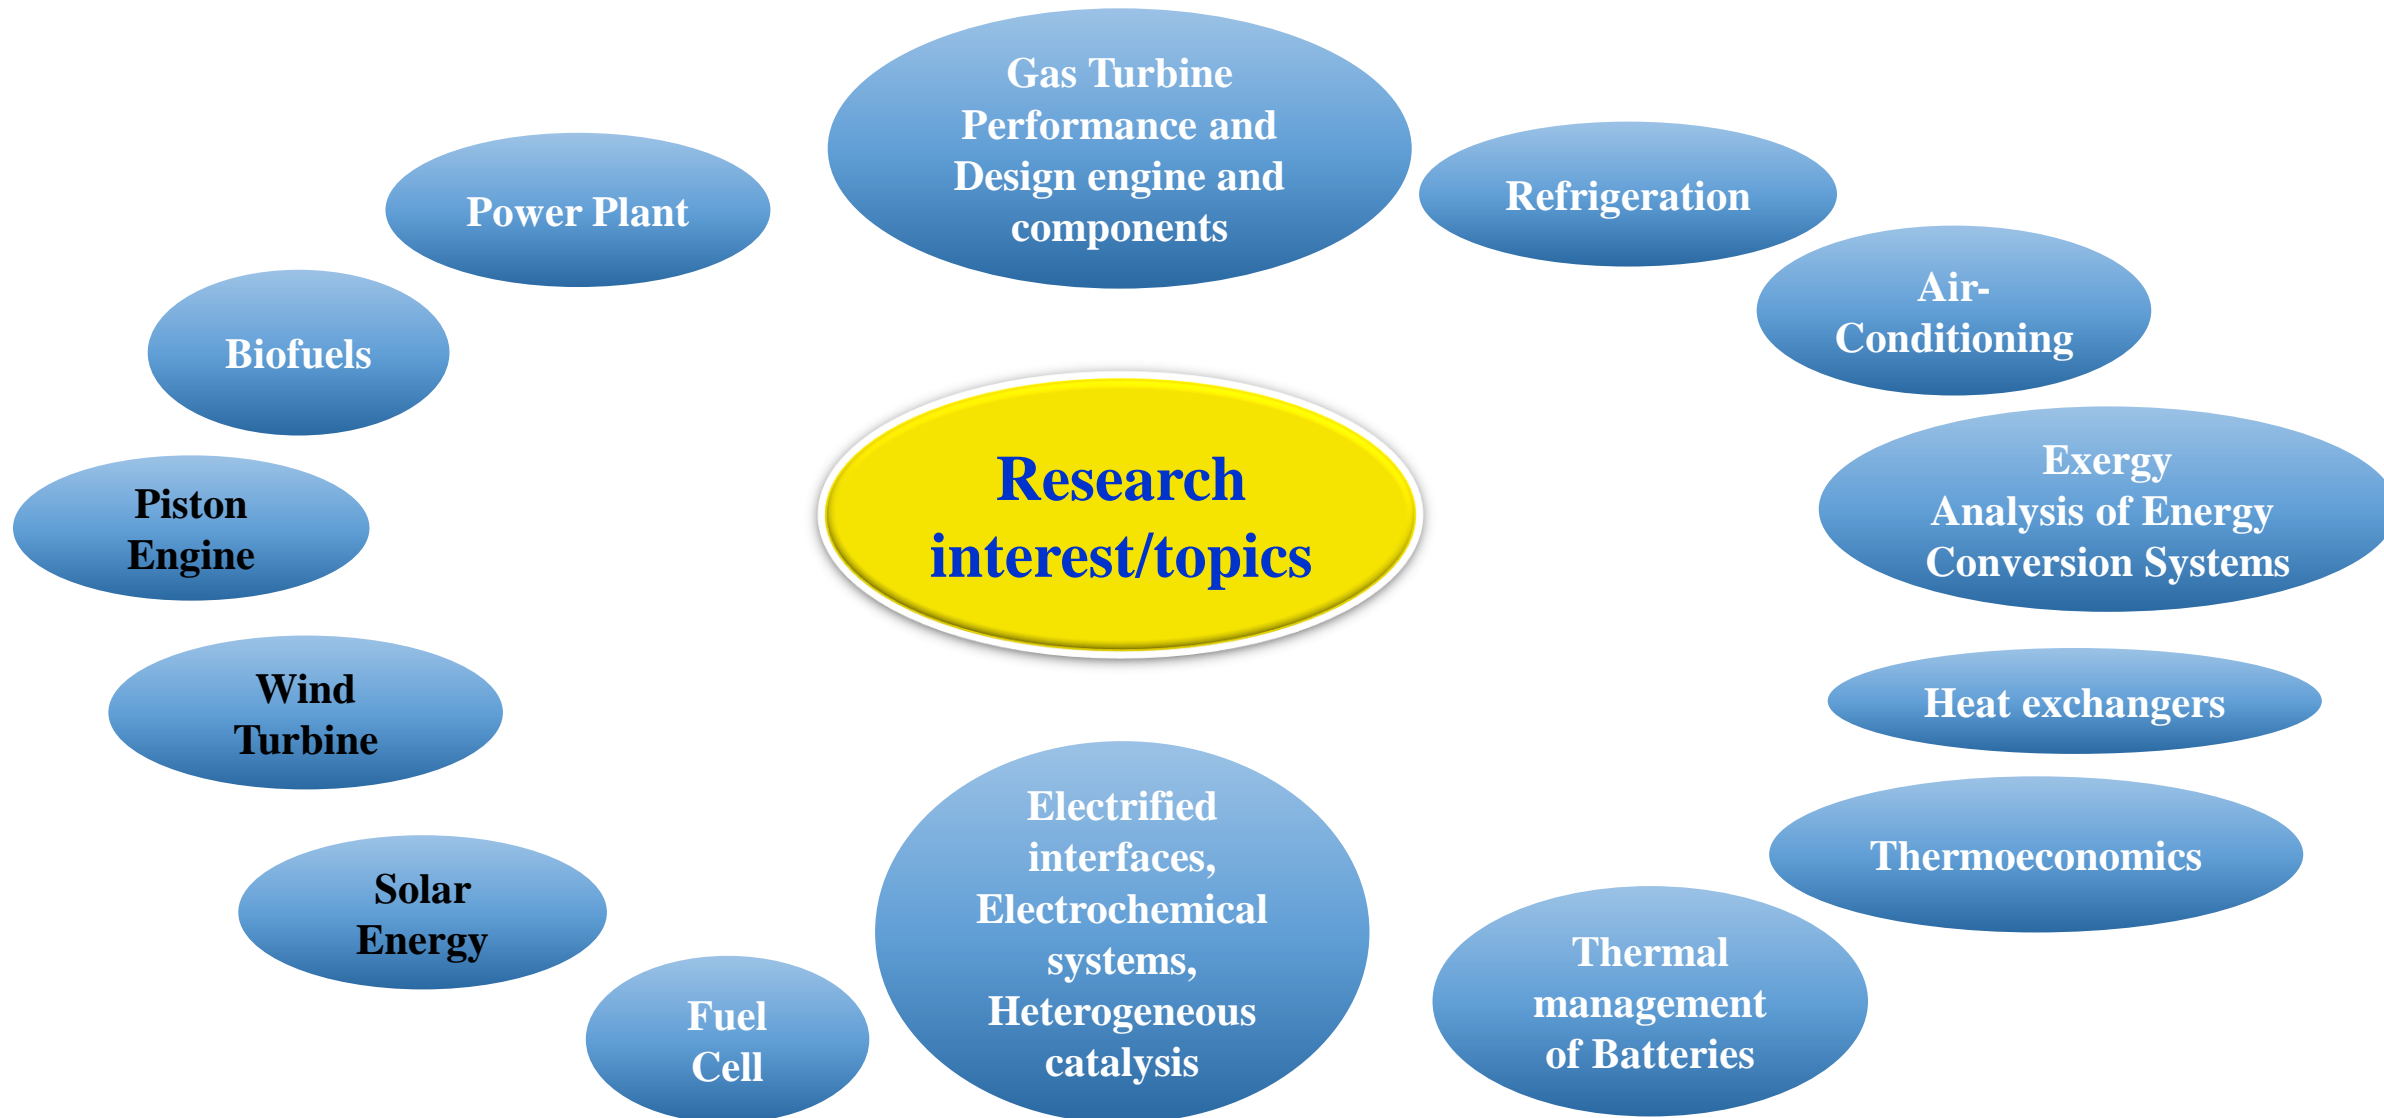 Gas Turbine
Performance and
Design engine and
components
Refrigeration
Air-
Conditioning
Exergy
Analysis of Energy
Conversion Systems
Heat exchangers
Thermoeconomics
Thermal
management
of Batteries
Electrified
interfaces,
Electrochemical
systems,
Heterogeneous
catalysis
Fuel
Cell
Solar
Energy
Wind
Turbine
Piston
Engine
Biofuels
Power Plant
Research
interest/topics